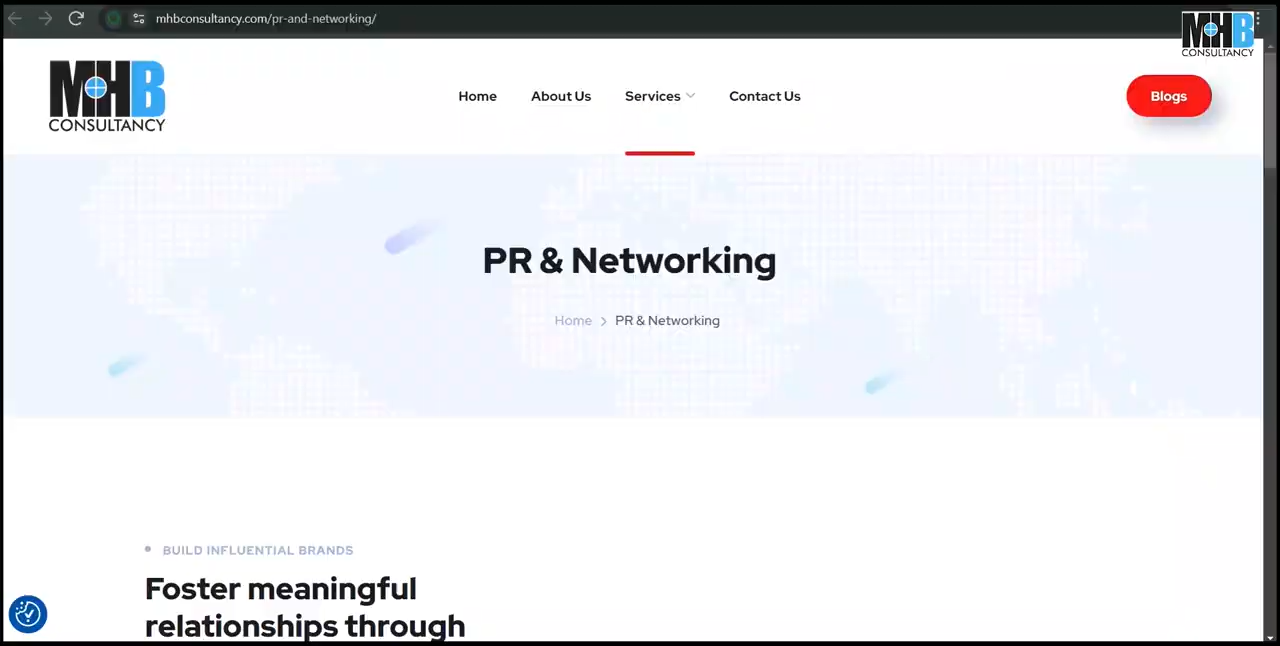 mhbconsultancy.com/pr-and-networking/
MHB
CONSULTANCY
MHB
CONSULTANCY
Home
About Us
Services
Contact Us
Blogs
PR & Networking
Home > PR & Networking
BUILD INFLUENTIAL BRANDS
Foster meaningful
relationships through